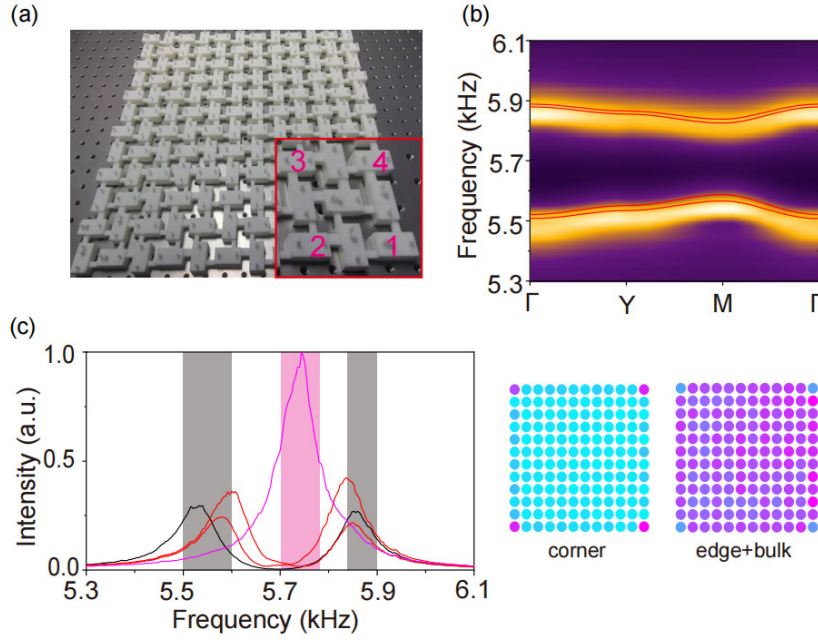 (a)
3
4
2
1
(b)
6.1
5.9
5.7
5.5
5.3
Frequency (kHz)
Γ
Y
M
Γ
(c)
1.0
0.5
0.0
Intensity (a.u.)
5.3
5.5
5.7
5.9
6.1
Frequency (kHz)
corner
edge+bulk